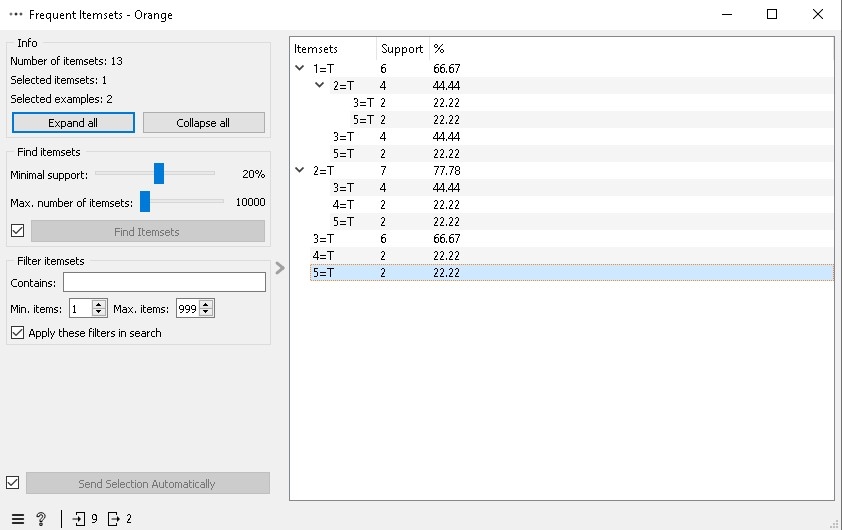 Frequent Itemsets - Orange
Info
Number of itemsets: 13
Selected itemsets: 1
Selected examples: 2
Expand all Collapse all
Find itemsets
Minimal support: 20%
Max. number of itemsets: 10000
Find Itemsets
Filter itemsets
Contains:
Min. items: 1 Max. items: 999
Apply these filters in search
Send Selection Automatically
? 9 2
Itemsets Support %
1=T 6 66.67
2=T 4 44.44
3=T 2 22.22
5=T 2 22.22
3=T 4 44.44
5=T 2 22.22
2=T 7 77.78
3=T 4 44.44
4=T 2 22.22
5=T 2 22.22
3=T 6 66.67
4=T 2 22.22
5=T 2 22.22